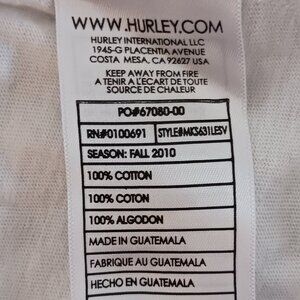 WWW.HURLEY.COM
HURLEY INTERNATIONAL LLC
1945-G PLACENTIA AVENUE
COSTA MESA, CA 92627 USA
KEEP AWAY FROM FIRE
A TENIR A L'ECART DE TOUTE
SOURCE DE CHALEUR
PO#67080-00
RN#0100691 STYLE#MKS631LESV
SEASON: FALL 2010
100% COTTON
100% COTON
100% ALGODON
MADE IN GUATEMALA
FABRIQUE AU GUATEMALA
HECHO EN GUATEMALA